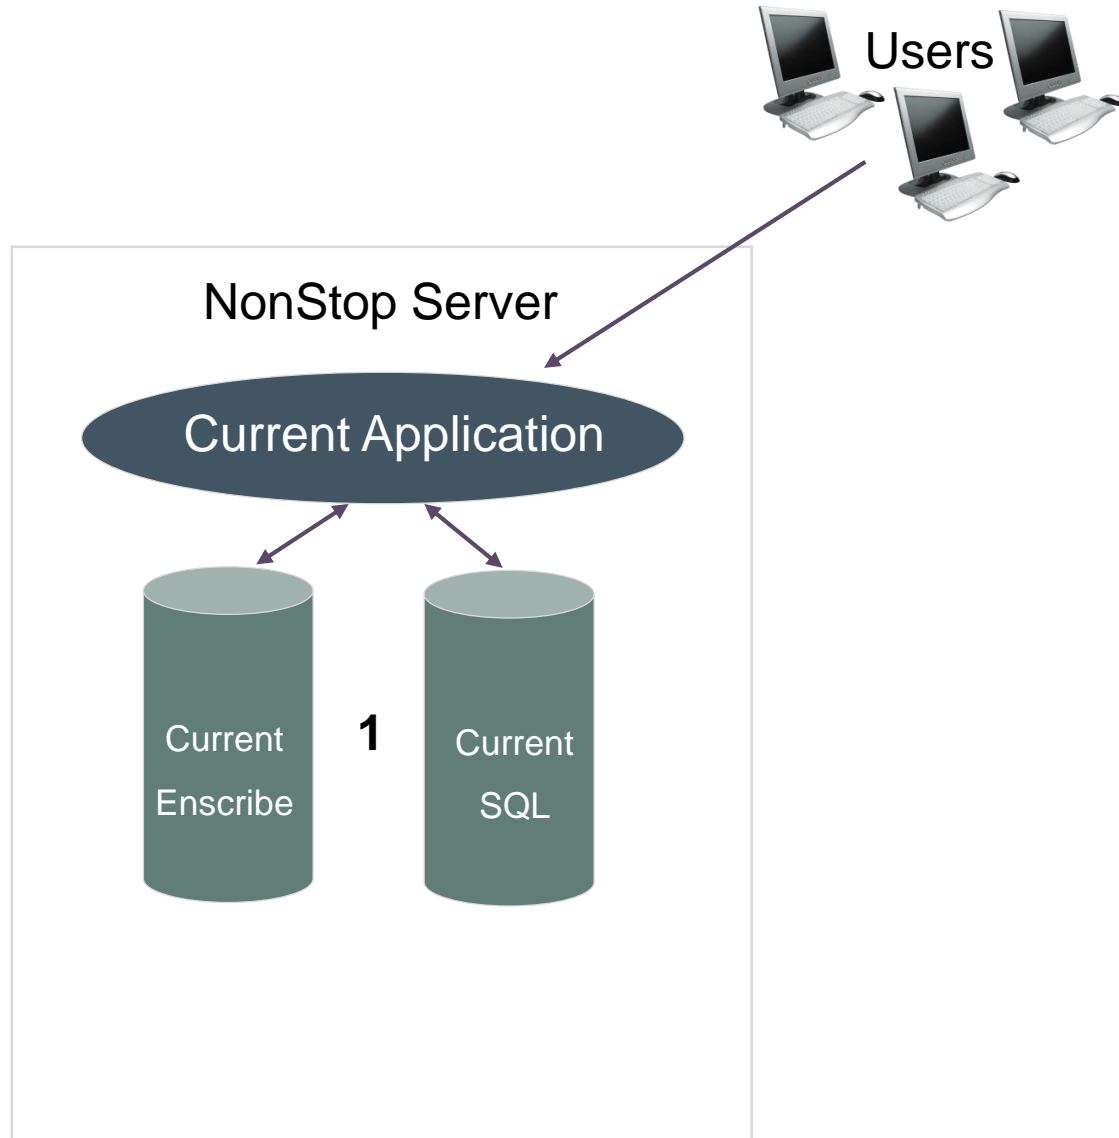 Users
NonStop Server
Current Application
Current
Enscribe
1
Current
SQL